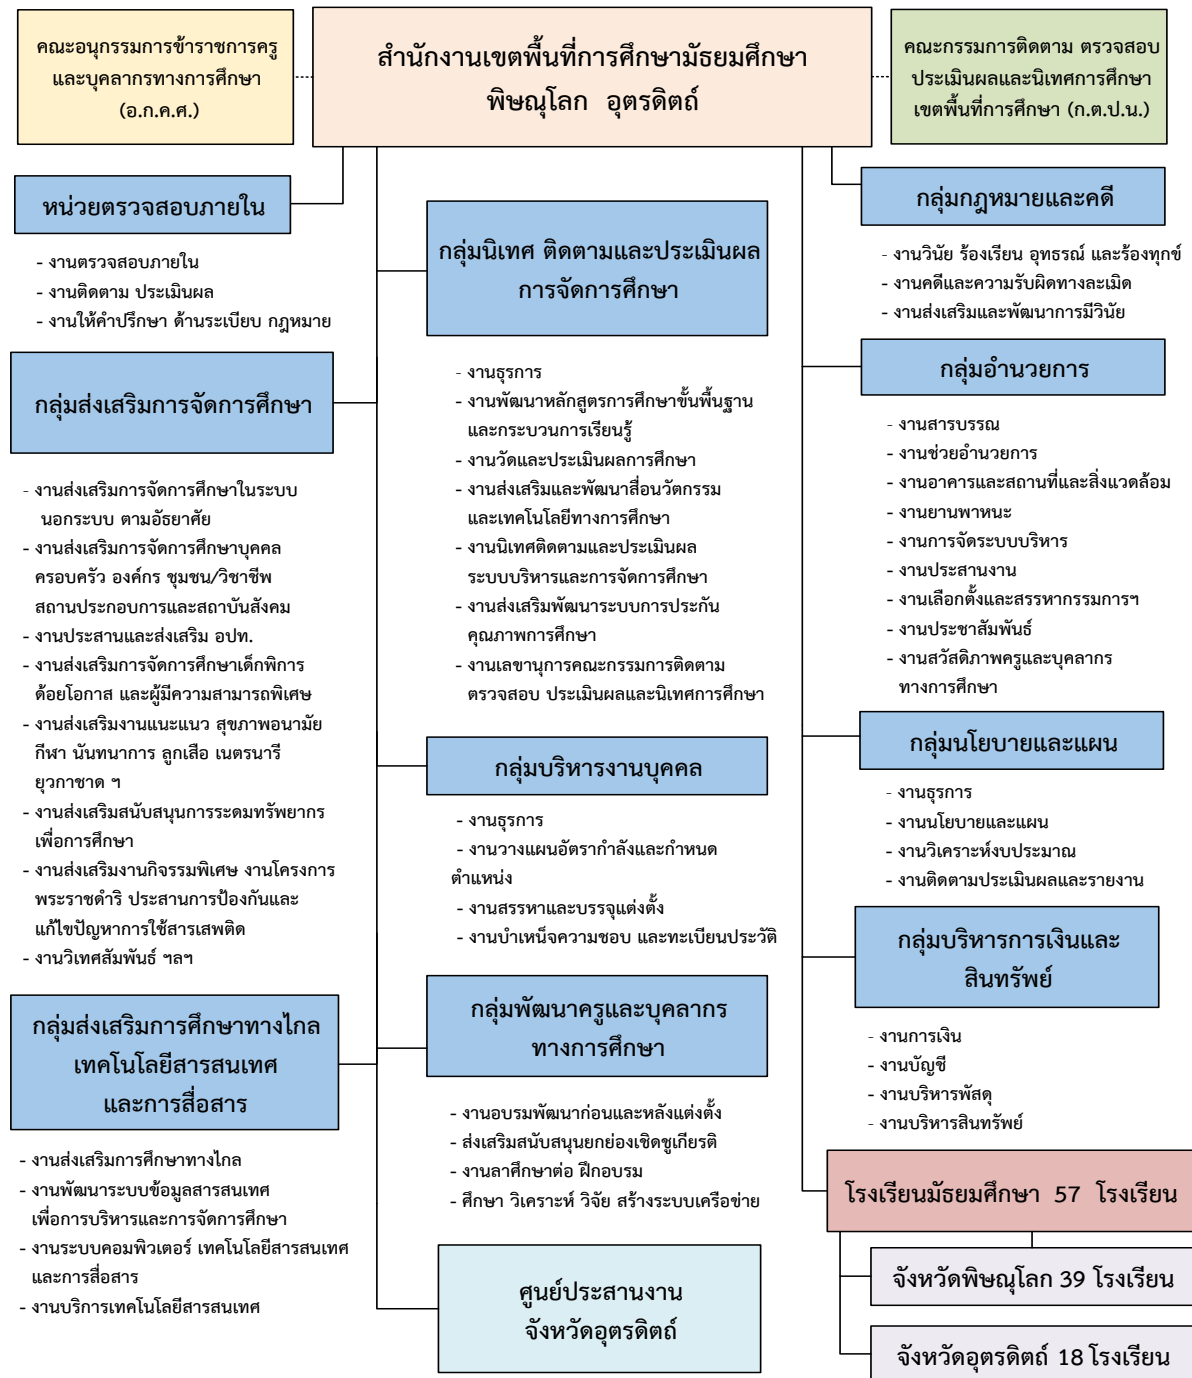 คณะอนุกรรมการข้าราชการครู
และบุคลากรทางการศึกษา
(อ.ก.ค.ศ.)
สำนักงานเขตพื้นที่การศึกษามัธยมศึกษา
พิษณุโลก อุตรดิตถ์
คณะกรรมการติดตาม ตรวจสอบ
ประเมินผลและนิเทศการศึกษา
เขตพื้นที่การศึกษา (ก.ต.ป.น.)
หน่วยตรวจสอบภายใน
- งานตรวจสอบภายใน
- งานติดตาม ประเมินผล
- งานให้คำปรึกษา ด้านระเบียบ กฎหมาย
กลุ่มส่งเสริมการจัดการศึกษา
- งานส่งเสริมการจัดการศึกษาในระบบ
นอกระบบ ตามอัธยาศัย
- งานส่งเสริมการจัดการศึกษาบุคคล
ครอบครัว องค์กร ชุมชน/วิชาชีพ
สถานประกอบการและสถาบันสังคม
- งานประสานและส่งเสริม อปท.
- งานส่งเสริมการจัดการศึกษาเด็กพิการ
ด้อยโอกาส และผู้มีความสามารถพิเศษ
- งานส่งเสริมงานแนะแนว สุขภาพอนามัย
กีฬา นันทนาการ ลูกเสือ เนตรนารี
ยุวกาชาด ฯ
- งานส่งเสริมสนับสนุนการระดมทรัพยากร
เพื่อการศึกษา
- งานส่งเสริมงานกิจรรมพิเศษ งานโครงการ
พระราชดำริ ประสานการป้องกันและ
แก้ไขปัญหาการใช้สารเสพติด
- งานวิเทศสัมพันธ์ ฯลฯ
กลุ่มส่งเสริมการศึกษาทางไกล
เทคโนโลยีสารสนเทศ
และการสื่อสาร
- งานส่งเสริมการศึกษาทางไกล
- งานพัฒนาระบบข้อมูลสารสนเทศ
เพื่อการบริหารและการจัดการศึกษา
- งานระบบคอมพิวเตอร์ เทคโนโลยีสารสนเทศ
และการสื่อสาร
- งานบริการเทคโนโลยีสารสนเทศ
กลุ่มนิเทศ ติดตามและประเมินผล
การจัดการศึกษา
- งานธุรการ
- งานพัฒนาหลักสูตรการศึกษาขั้นพื้นฐาน
และกระบวนการเรียนรู้
- งานวัดและประเมินผลการศึกษา
- งานส่งเสริมและพัฒนาสื่อนวัตกรรม
และเทคโนโลยีทางการศึกษา
- งานนิเทศติดตามและประเมินผล
ระบบบริหารและการจัดการศึกษา
- งานส่งเสริมพัฒนาระบบการประกัน
คุณภาพการศึกษา
- งานเลขานุการคณะกรรมการติดตาม
ตรวจสอบ ประเมินผลและนิเทศการศึกษา
กลุ่มบริหารงานบุคคล
- งานธุรการ
- งานวางแผนอัตรากำลังและกำหนด
ตำแหน่ง
- งานสรรหาและบรรจุแต่งตั้ง
- งานบำเหน็จความชอบ และทะเบียนประวัติ
กลุ่มพัฒนาครูและบุคลากร
ทางการศึกษา
- งานอบรมพัฒนาก่อนและหลังแต่งตั้ง
- ส่งเสริมสนับสนุนยกย่องเชิดชูเกียรติ
- งานลาศึกษาต่อ ฝึกอบรม
- ศึกษา วิเคราะห์ วิจัย สร้างระบบเครือข่าย
ศูนย์ประสานงาน
จังหวัดอุตรดิตถ์
กลุ่มกฎหมายและคดี
- งานวินัย ร้องเรียน อุทธรณ์ และร้องทุกข์
- งานคดีและความรับผิดทางละเมิด
- งานส่งเสริมและพัฒนาการมีวินัย
กลุ่มอำนวยการ
- งานสารบรรณ
- งานช่วยอำนวยการ
- งานอาคารและสถานที่และสิ่งแวดล้อม
- งานยานพาหนะ
- งานการจัดระบบบริหาร
- งานประสานงาน
- งานเลือกตั้งและสรรหากรรมการฯ
- งานประชาสัมพันธ์
- งานสวัสดิภาพครูและบุคลากร
ทางการศึกษา
กลุ่มนโยบายและแผน
- งานธุรการ
- งานนโยบายและแผน
- งานวิเคราะห์งบประมาณ
- งานติดตามประเมินผลและรายงาน
กลุ่มบริหารการเงินและ
สินทรัพย์
- งานการเงิน
- งานบัญชี
- งานบริหารพัสดุ
- งานบริหารสินทรัพย์
โรงเรียนมัธยมศึกษา 57 โรงเรียน
จังหวัดพิษณุโลก 39 โรงเรียน
จังหวัดอุตรดิตถ์ 18 โรงเรียน